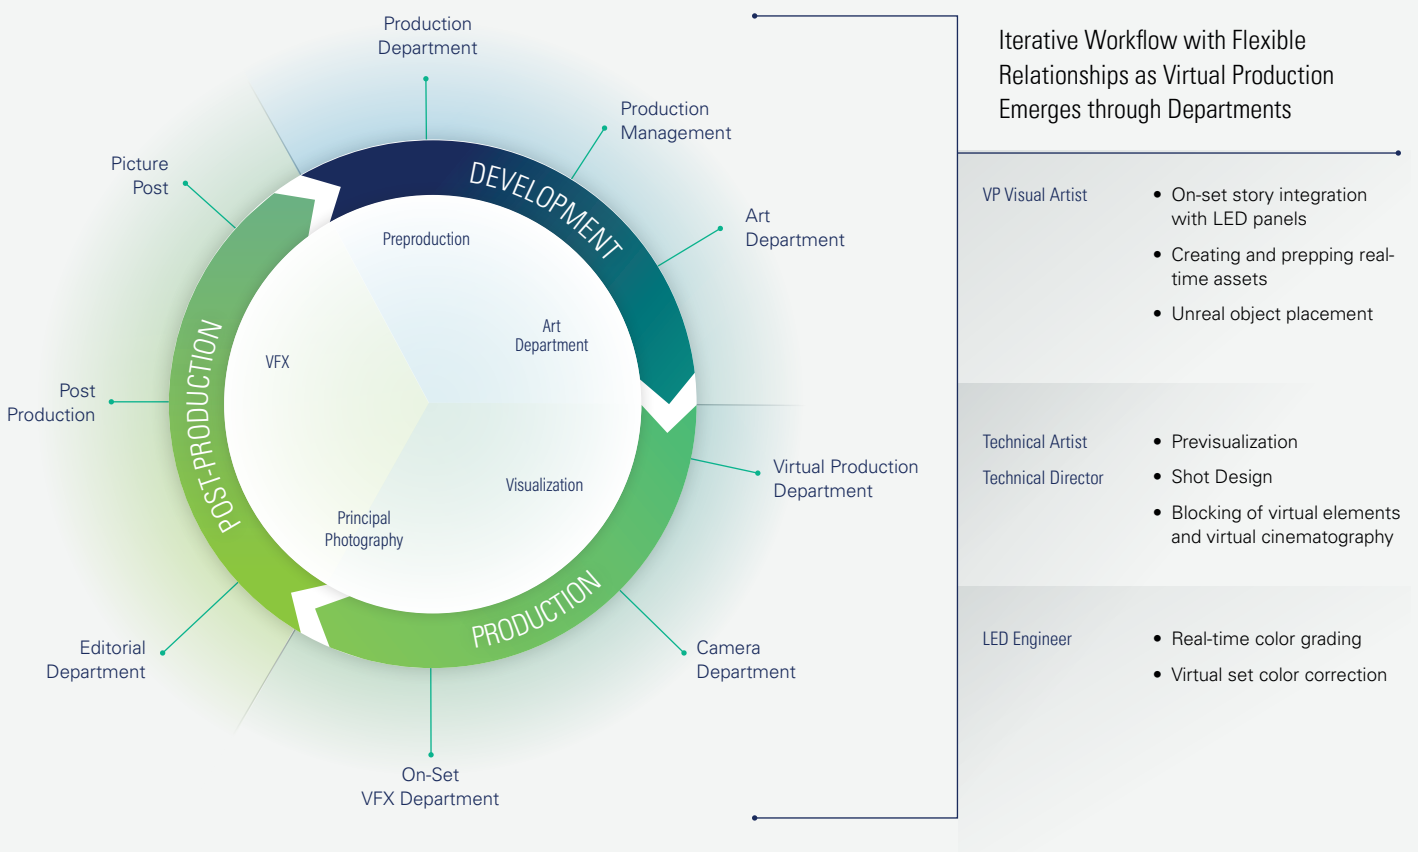 Production
Department
Production
Management
Picture
Post
DEVELOPMENT
Art
Department
Preproduction
Art
Department
VFX
POST-PRODUCTION
Post
Production
Virtual Production
Department
Visualization
Principal
Photography
PRODUCTION
Editorial
Department
Camera
Department
On-Set
VFX Department
Iterative Workflow with Flexible
Relationships as Virtual Production
Emerges through Departments
VP Visual Artist
• On-set story integration
with LED panels
• Creating and prepping real-
time assets
• Unreal object placement
Technical Artist
Technical Director
• Previsualization
• Shot Design
• Blocking of virtual elements
and virtual cinematography
LED Engineer
• Real-time color grading
• Virtual set color correction